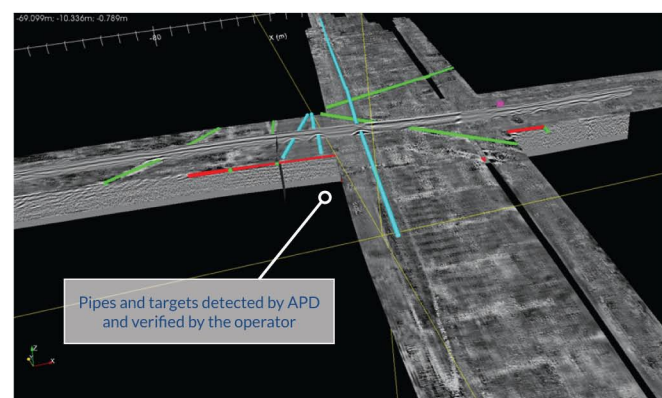 -69.099m; -10.336m; -0.789m
-80
X (m)
Pipes and targets detected by APD
and verified by the operator
Z
X